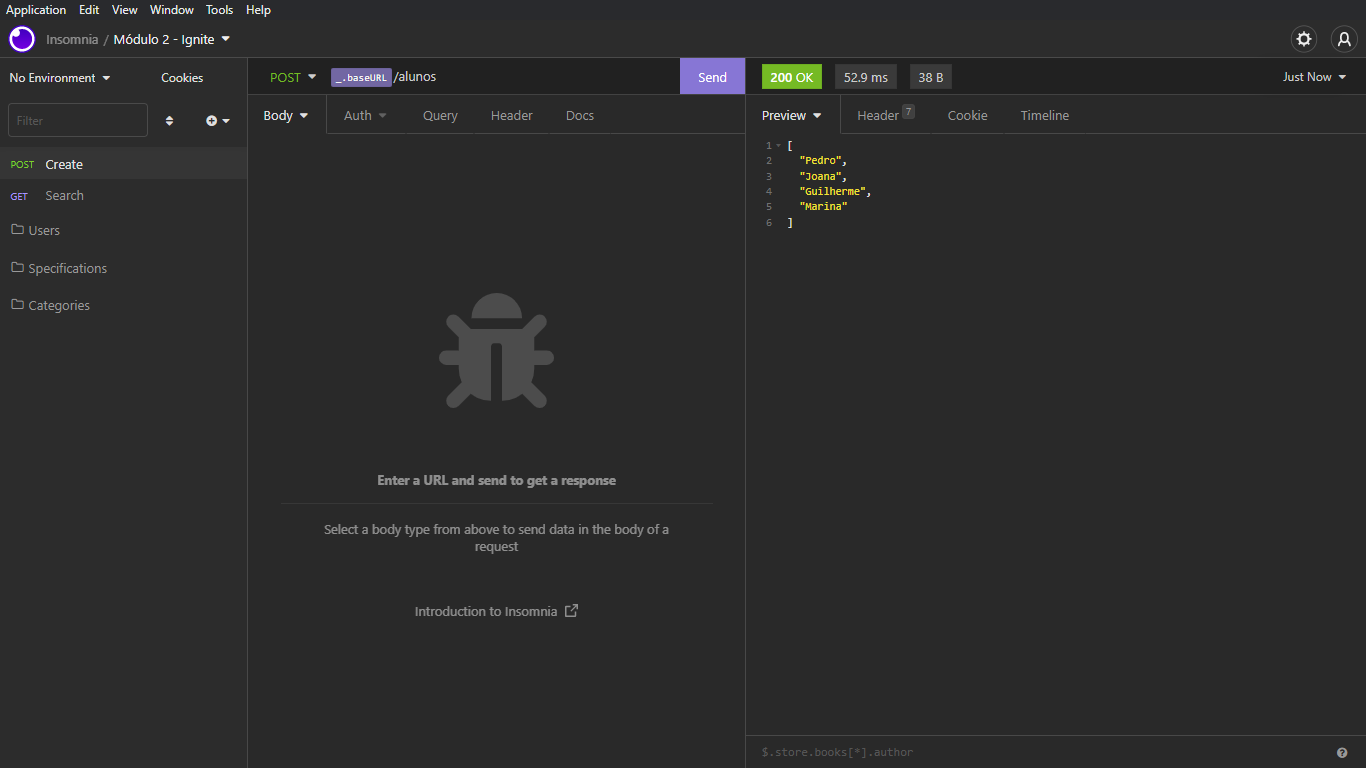 Application Edit View Window Tools Help
Insomnia / Módulo 2 - Ignite
No Environment Cookies
Filter
POST Create
GET Search
Users
Specifications
Categories
POST _.baseURL /alunos Send
Body Auth Query Header Docs
Enter a URL and send to get a response
Select a body type from above to send data in the body of a
request
Introduction to Insomnia
200 OK 52.9 ms 38 B Just Now
Preview Header 7 Cookie Timeline
1 [
2 "Pedro",
3 "Joana",
4 "Guilherme",
5 "Marina"
6 ]
$.store.books[*].author ?